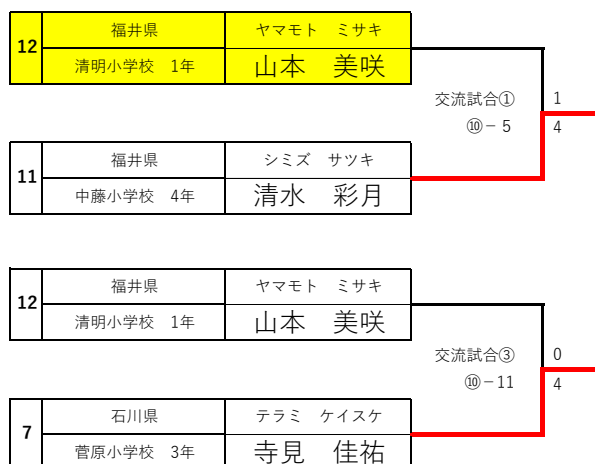 12
福井県
ヤマモト ミサキ
清明小学校 1年
山本 美咲
交流試合①
⑩－ 5
1
4
11
福井県
シミズ サツキ
中藤小学校 4年
清水 彩月
12
福井県
ヤマモト ミサキ
清明小学校 1年
山本 美咲
交流試合③
⑩－11
0
4
7
石川県
テラミ ケイスケ
菅原小学校 3年
寺見 佳祐